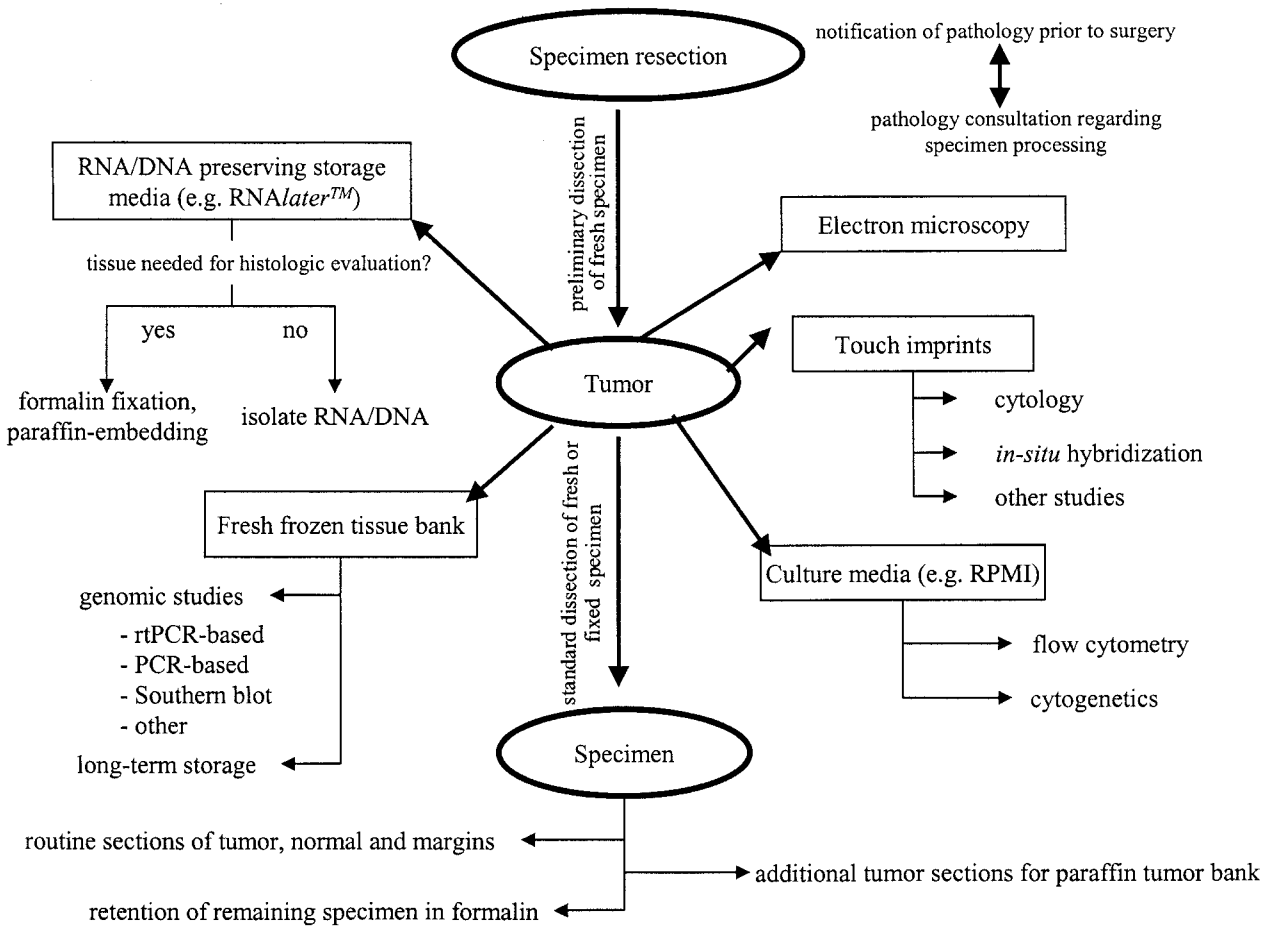 Specimen resection
notification of pathology prior to surgery
pathology consultation regarding
specimen processing
preliminary dissection
of fresh specimen
RNA/DNA preserving storage
media (e.g. RNAlater™)
tissue needed for histologic evaluation?
yes
no
formalin fixation,
paraffin-embedding
isolate RNA/DNA
Electron microscopy
Tumor
Touch imprints
cytology
in-situ hybridization
other studies
Fresh frozen tissue bank
genomic studies
- rtPCR-based
- PCR-based
- Southern blot
- other
long-term storage
standard dissection of fresh or
fixed specimen
Culture media (e.g. RPMI)
flow cytometry
cytogenetics
Specimen
routine sections of tumor, normal and margins
additional tumor sections for paraffin tumor bank
retention of remaining specimen in formalin